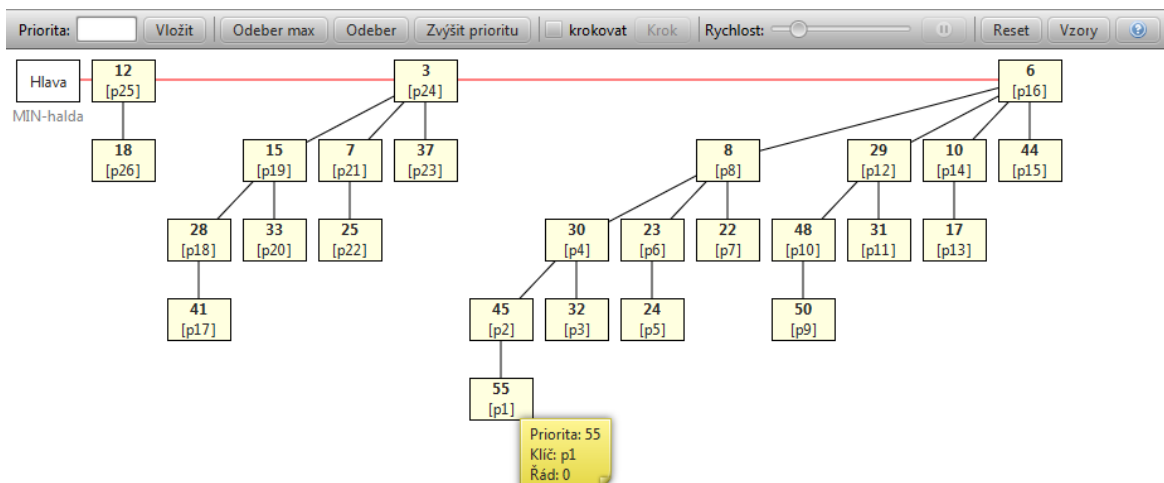 Priorita: Vložit Odeber max Odeber Zvýšit prioritu krokovat Krok Rychlost: Reset Vzory ?
Hlava 12 3 6
[p25] [p24] [p16]
MIN-halda
18 15 7 37 8 29 10 44
[p26] [p19] [p21] [p23] [p8] [p12] [p14] [p15]
28 33 25 30 23 22 48 31 17
[p18] [p20] [p22] [p4] [p6] [p7] [p10] [p11] [p13]
41 45 32 24 50
[p17] [p2] [p3] [p5] [p9]
55
[p1]
Priorita: 55
Klíč: p1
Řád: 0